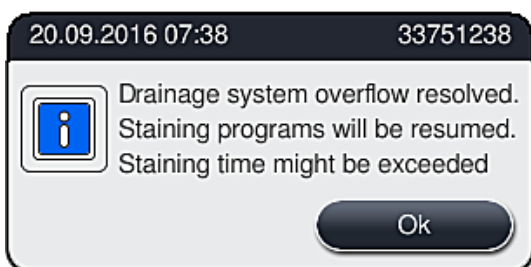 20.09.2016 07:38 33751238
Drainage system overflow resolved.
Staining programs will be resumed.
Staining time might be exceeded
Ok